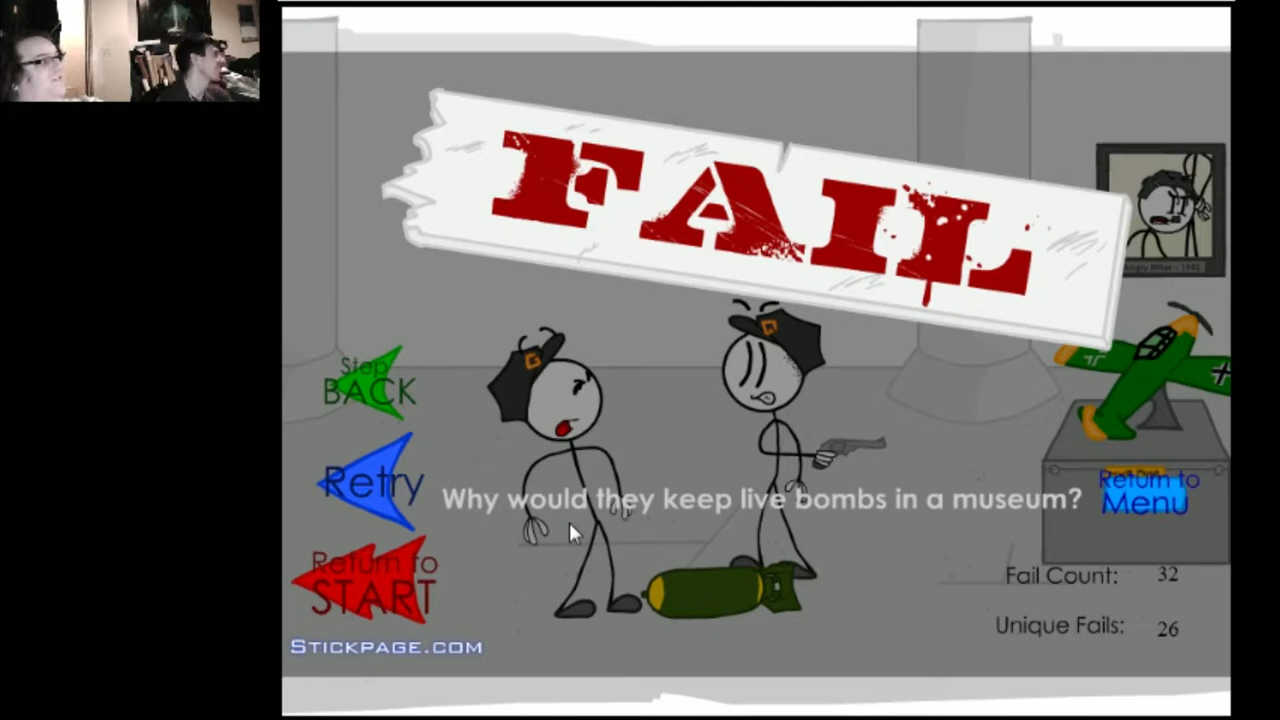 FAIL
Step
BACK
Retry
Why would they keep live bombs in a museum?
Return to
Menu
Return to
START
Fail Count: 32
Unique Fails: 26
STICKPAGE.COM